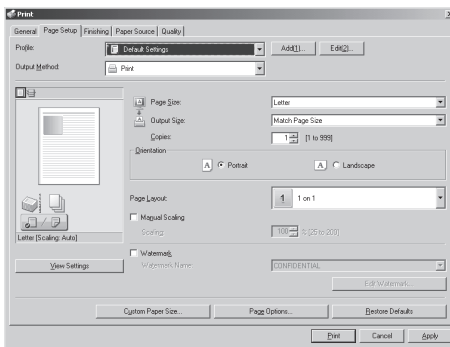 Print
General Page Setup Finishing Paper Source Quality
Profile: Default Settings Add(1)... Edit(2)...
Output Method: Print
Page Size: Letter
Output Size: Match Page Size
Copies: 1 [1 to 999]
Orientation
A Portrait A Landscape
Page Layout: 1 1 on 1
Manual Scaling
Scaling: 100 % [25 to 200]
Letter [Scaling: Auto]
Watermark
View Settings Watermark Name: CONFIDENTIAL
Edit Watermark...
Custom Paper Size... Page Options... Restore Defaults
Print Cancel Apply